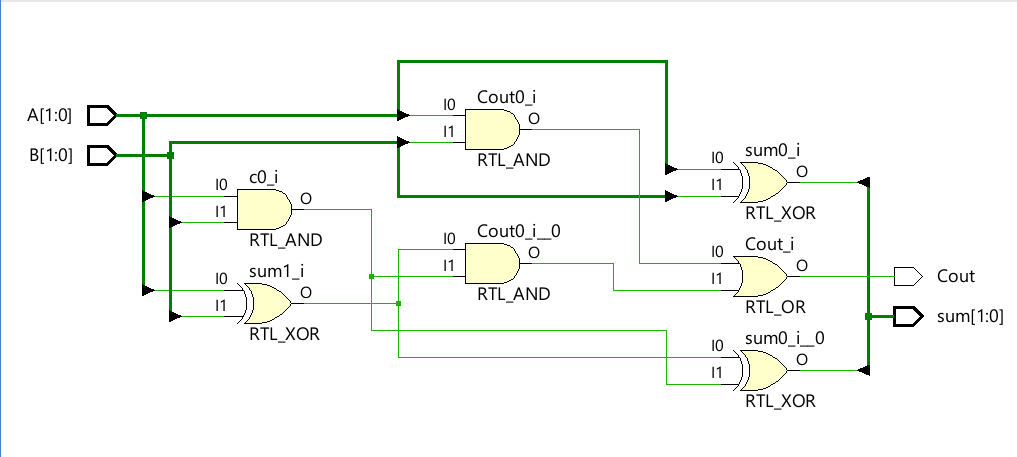 A[1:0]
B[1:0]
I0
I1
Cout0_i
O
RTL_AND
I0
I1
sum0_i
O
RTL_XOR
I0
I1
c0_i
O
RTL_AND
I0
I1
Cout0_i__0
O
RTL_AND
I0
I1
Cout_i
O
RTL_OR
Cout
I0
I1
sum1_i
O
RTL_XOR
sum[1:0]
I0
I1
sum0_i__0
O
RTL_XOR